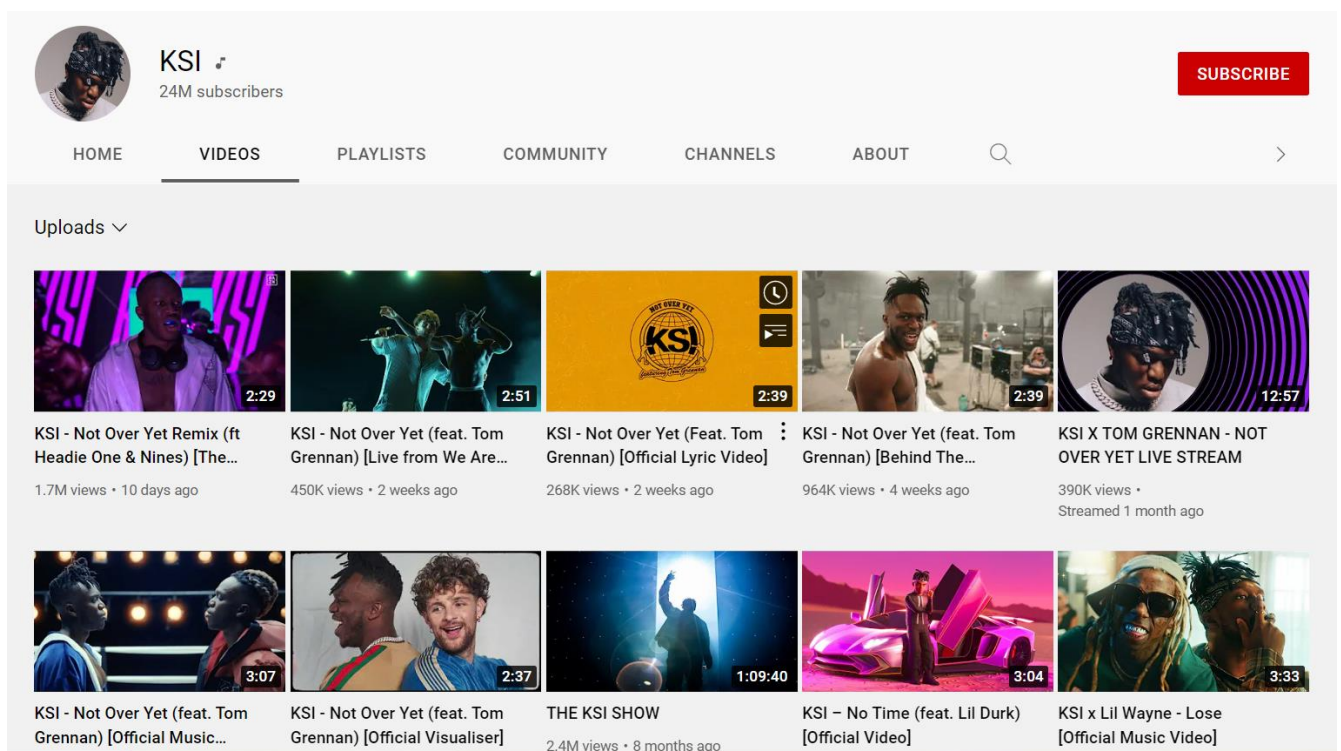 KSI
24M subscribers
SUBSCRIBE
HOME VIDEOS PLAYLISTS COMMUNITY CHANNELS ABOUT
Uploads
2:29
2:51
NOT OVER YET
KSI
featuring Tom Grennan
2:39
2:39
12:57
KSI - Not Over Yet Remix (ft
Headie One & Nines) [The...
1.7M views • 10 days ago
KSI - Not Over Yet (feat. Tom
Grennan) [Live from We Are...
450K views • 2 weeks ago
KSI - Not Over Yet (Feat. Tom
Grennan) [Official Lyric Video]
268K views • 2 weeks ago
KSI - Not Over Yet (feat. Tom
Grennan) [Behind The...
964K views • 4 weeks ago
KSI X TOM GRENNAN - NOT
OVER YET LIVE STREAM
390K views •
Streamed 1 month ago
3:07
2:37
1:09:40
3:04
3:33
KSI - Not Over Yet (feat. Tom
Grennan) [Official Music...
KSI - Not Over Yet (feat. Tom
Grennan) [Official Visualiser]
THE KSI SHOW
2.4M views • 8 months ago
KSI – No Time (feat. Lil Durk)
[Official Video]
KSI x Lil Wayne - Lose
[Official Music Video]